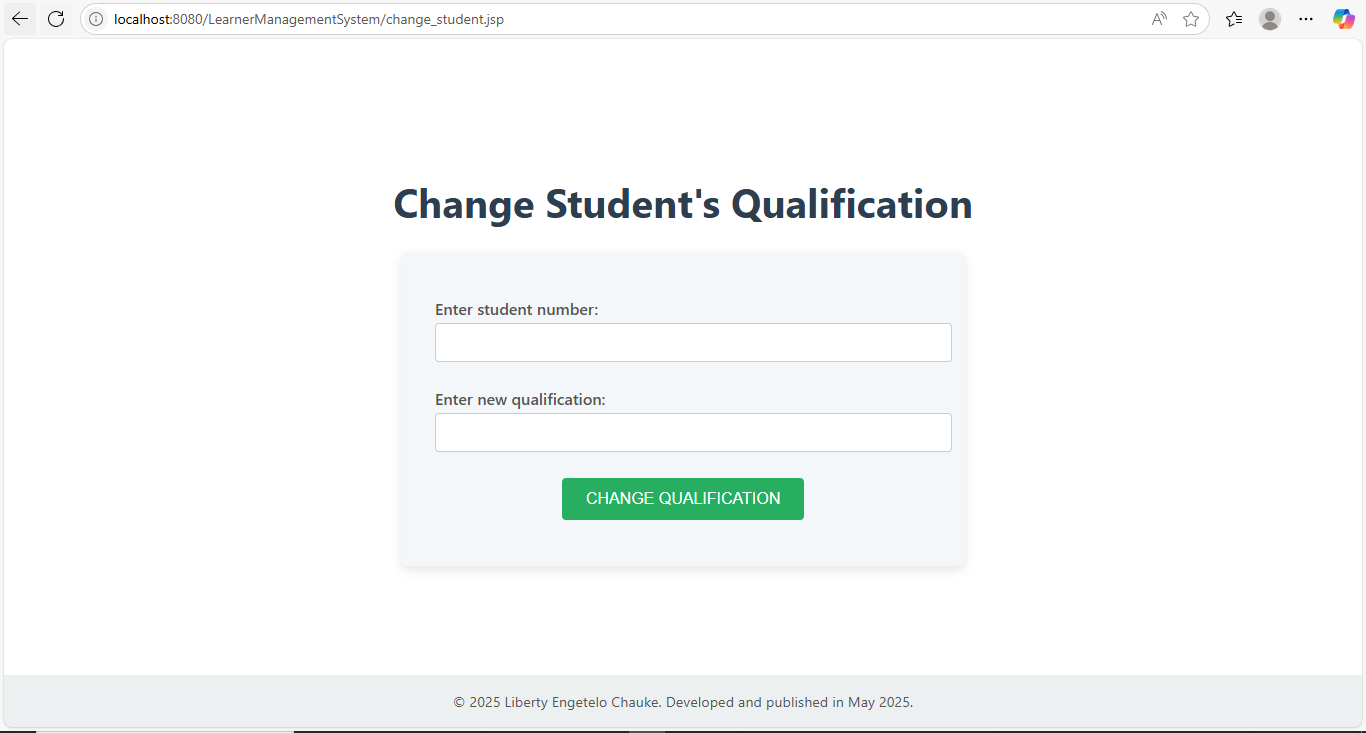 localhost:8080/LearnerManagementSystem/change_student.jsp
Change Student's Qualification
Enter student number:
Enter new qualification:
CHANGE QUALIFICATION
© 2025 Liberty Engetelo Chauke. Developed and published in May 2025.